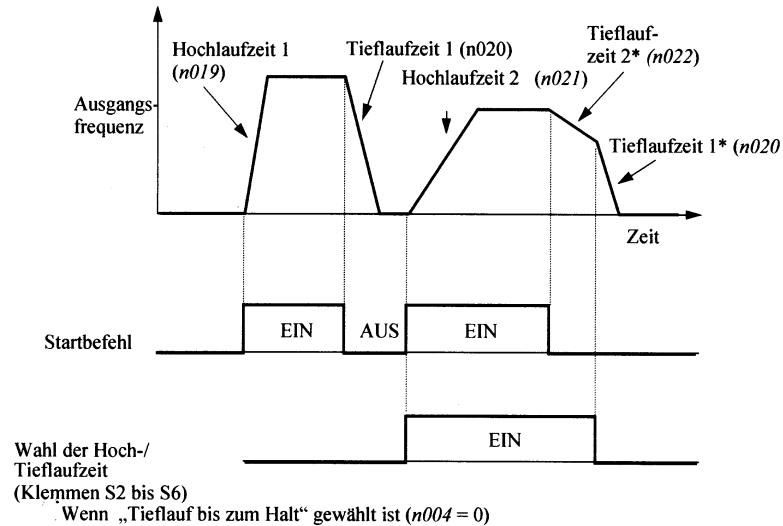 Hochlaufzeit 1
(n019)
Tieflaufzeit 1 (n020)
Hochlaufzeit 2 (n021)
Tieflauf-
zeit 2* (n022)
Ausgangs-
frequenz
Tieflaufzeit 1* (n020
Zeit
Startbefehl
EIN
AUS
EIN
EIN
Wahl der Hoch-/
Tieflaufzeit
(Klemmen S2 bis S6)
Wenn „Tieflauf bis zum Halt“ gewählt ist (n004 = 0)